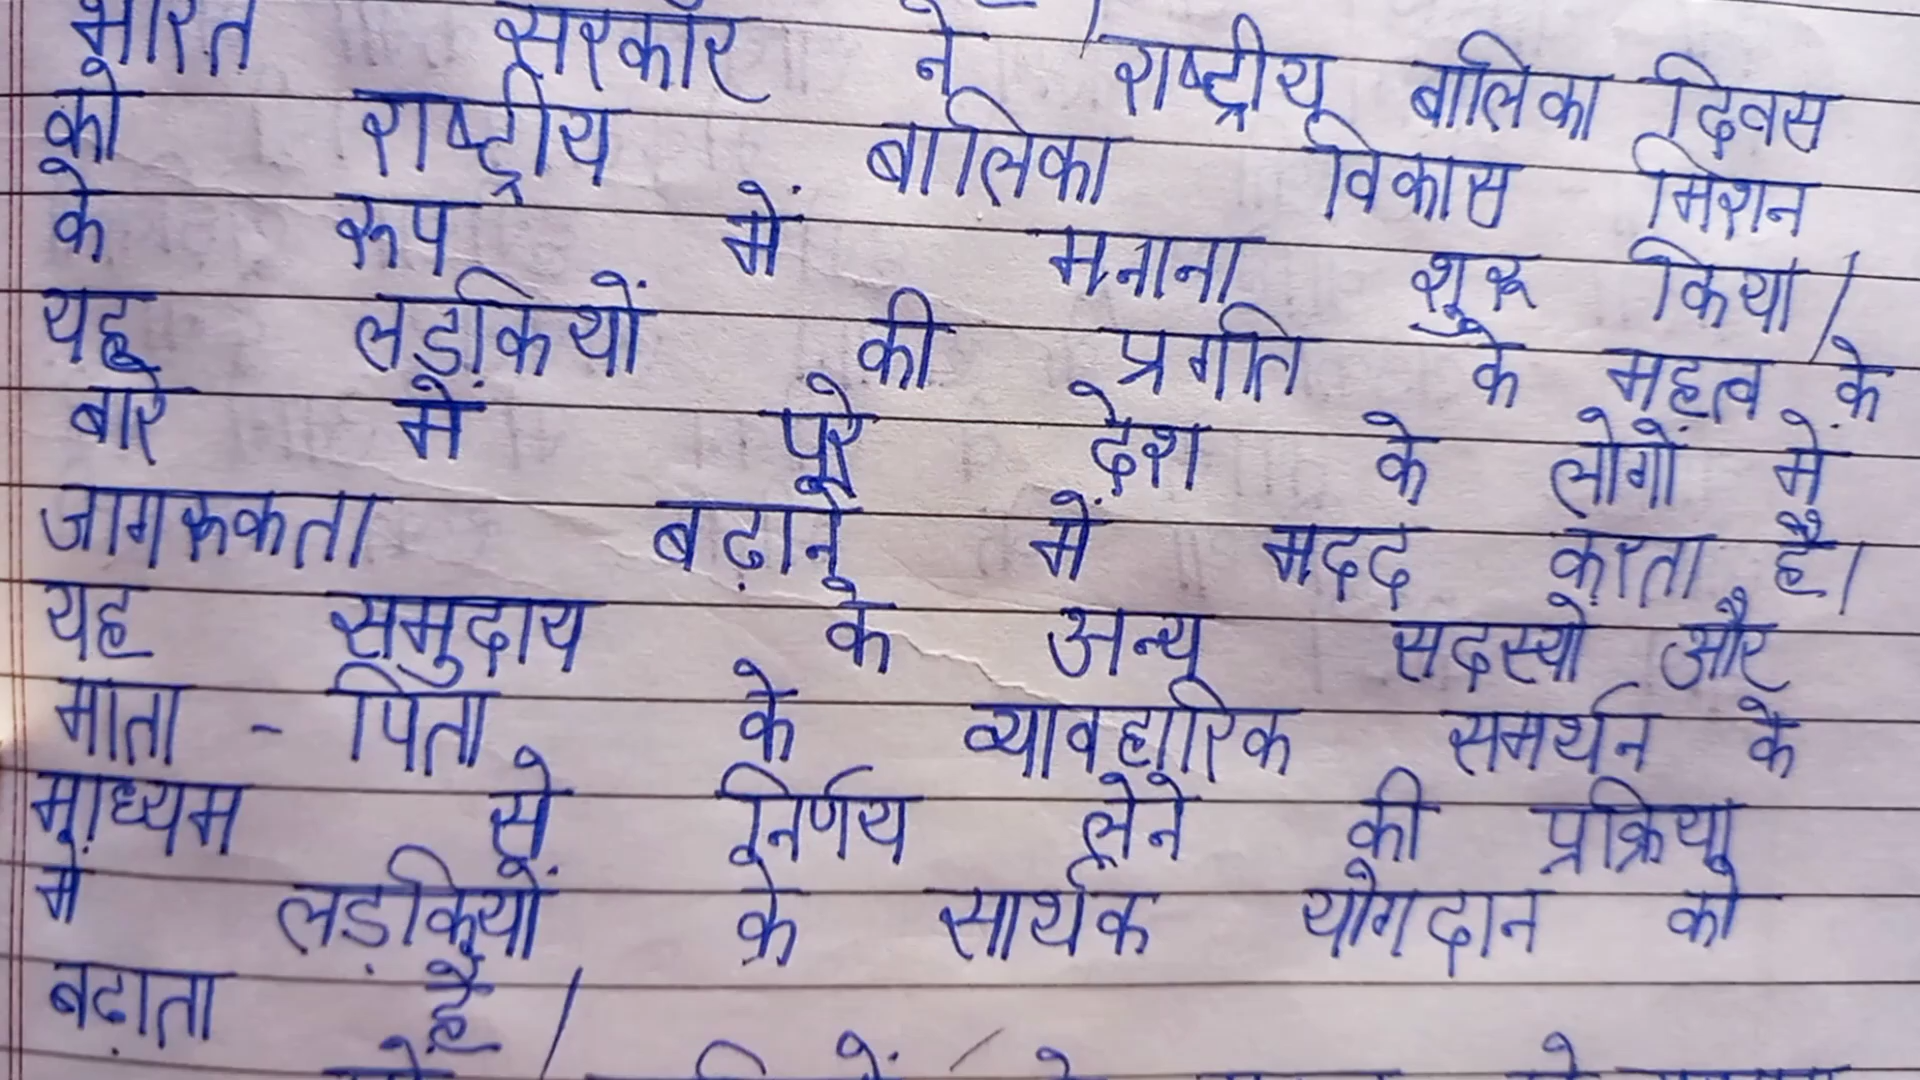 भारत सरकार ने राष्ट्रीय बालिका दिवस
को राष्ट्रीय बालिका विकास मिशन
के रूप में मनाना शुरू किया।
यह लड़कियों की प्रगति के महत्व के
बारे में पूरे देश के लोगों में
जागरूकता बढ़ाने में मदद करता है।
यह समुदाय के अन्य सदस्यो और
माता - पिता के व्यावहारिक समर्थन के
माध्यम से निर्णय लेने की प्रक्रिया
में लड़कियों के सार्थक योगदान को
बढ़ाता है।